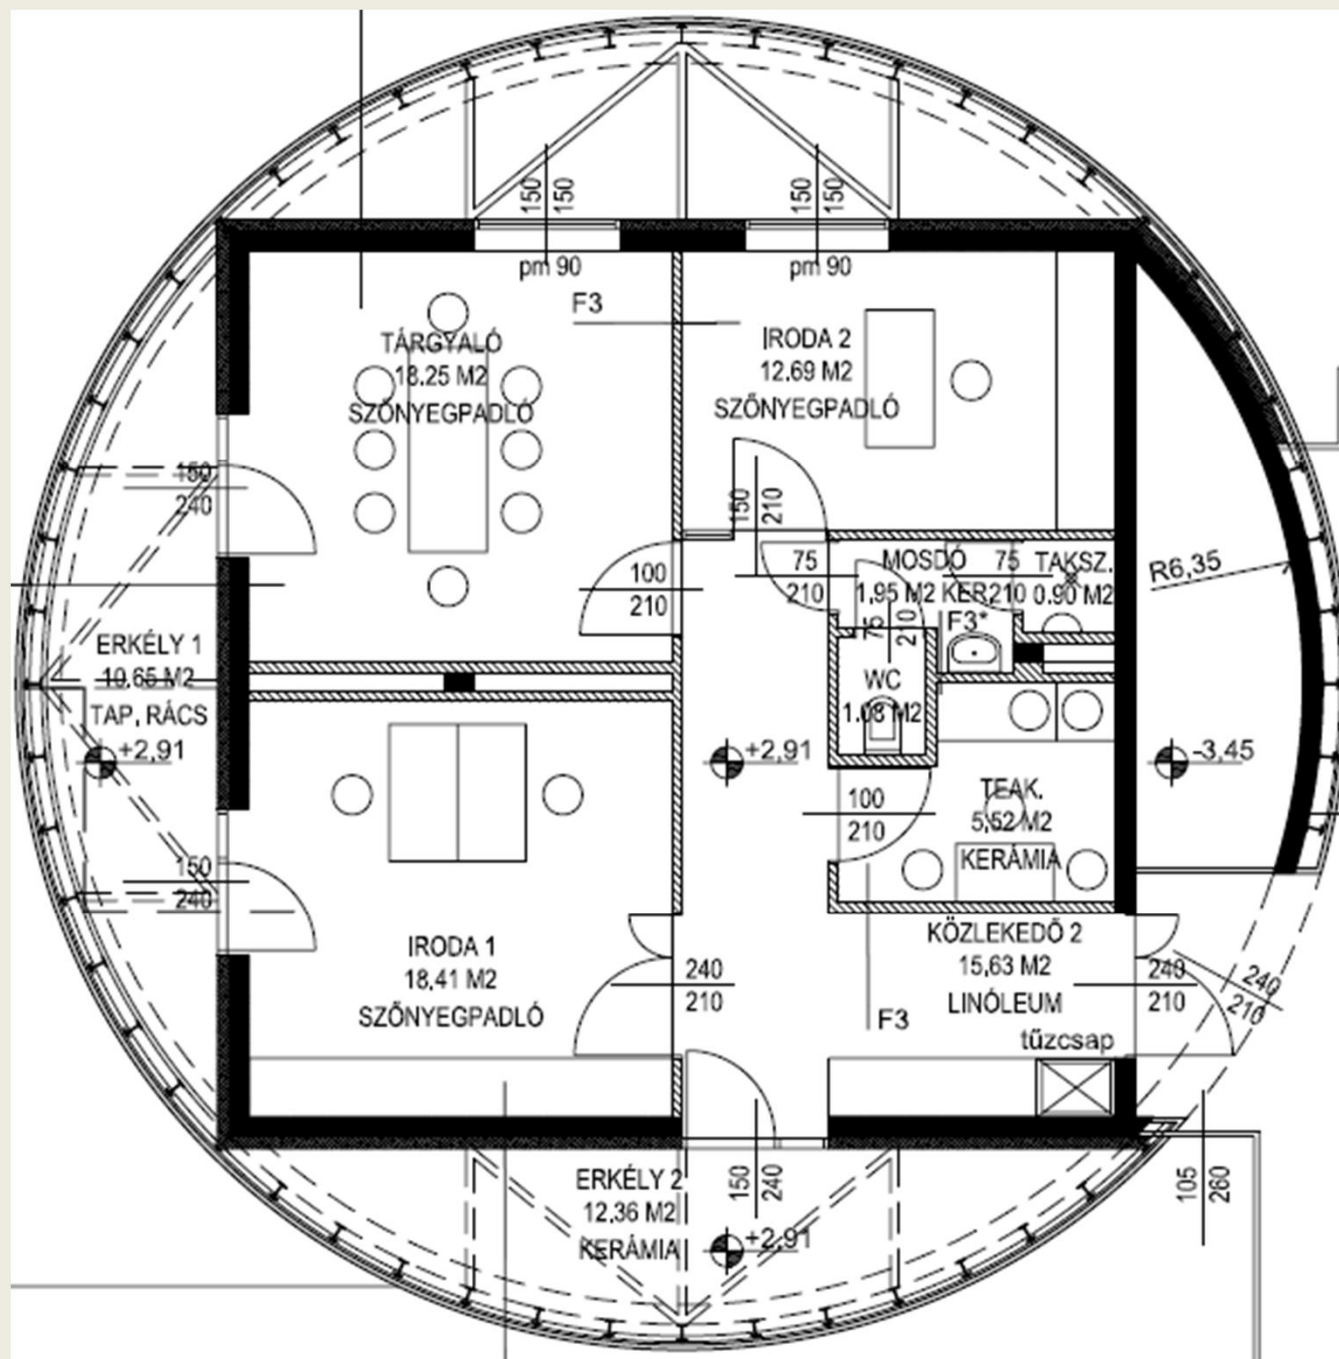 150
150
pm 90
150
150
pm 90
F3
TÁRGYALÓ
18.25 M2
SZŐNYEGPADLÓ
IRODA 2
12.69 M2
SZŐNYEGPADLÓ
150
240
150
210
100
210
75
210
MOSDÓ
1,95 M2
KER
75
210
TAKSZ.
0.90 M2
F3*
75
210
R6,35
ERKÉLY 1
10.65 M2
TAP. RÁCS
+2,91
WC
1.08 M2
+2,91
-3,45
100
210
TEAK.
5,52 M2
KERÁMIA
150
240
IRODA 1
18,41 M2
SZŐNYEGPADLÓ
240
210
KÖZLEKEDŐ 2
15,63 M2
LINÓLEUM
F3
tűzcsap
240
210
240
210
ERKÉLY 2
12,36 M2
KERÁMIA
150
240
+2,91
105
260